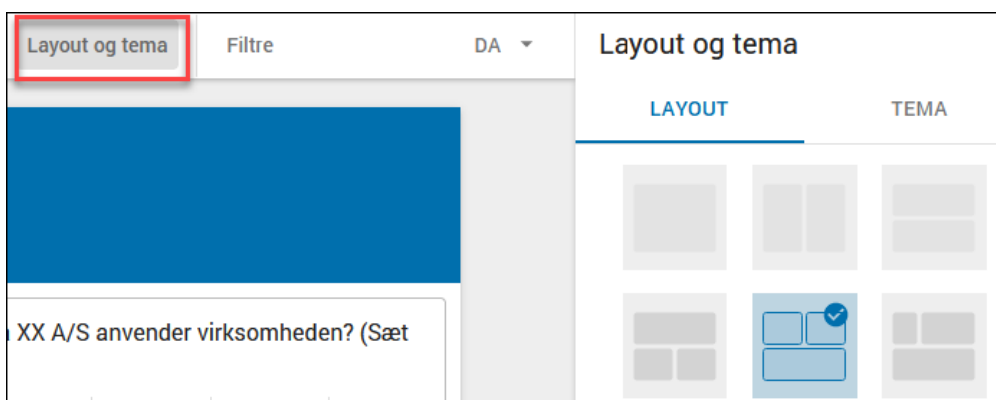 Layout og tema
Filtre
DA
Layout og tema
LAYOUT
TEMA
XX A/S anvender virksomheden? (Sæt